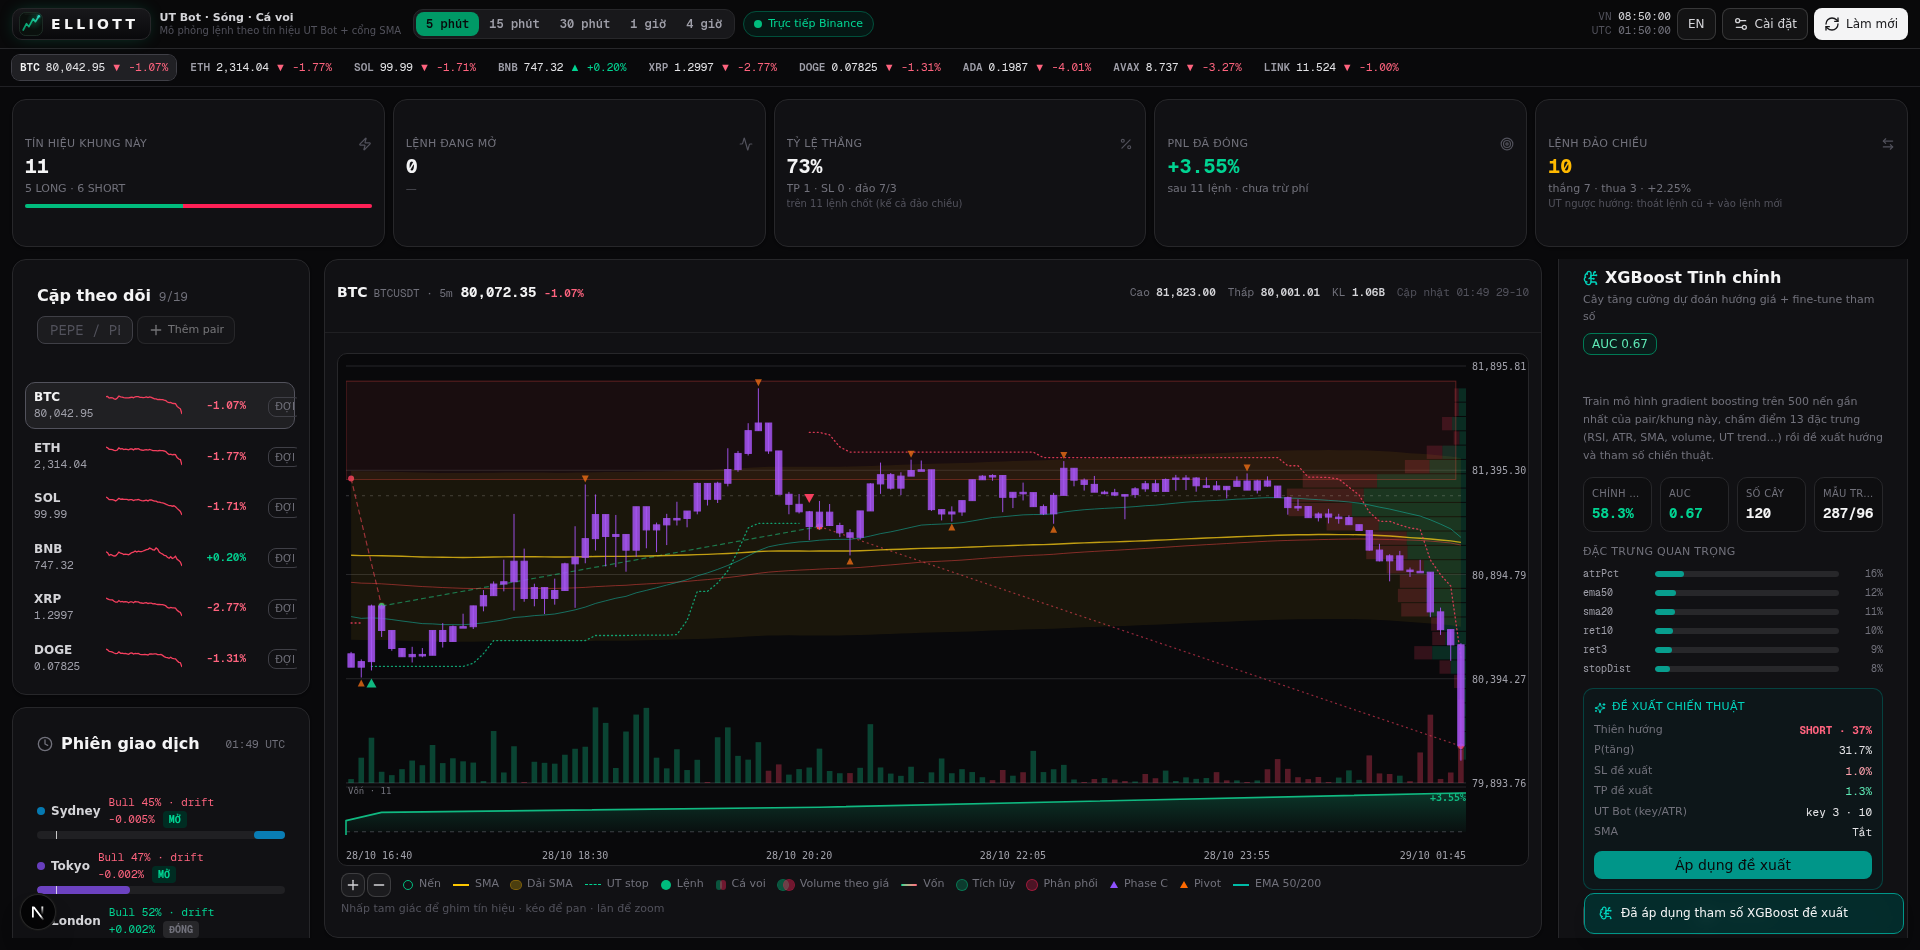 ELLIOTT
UT Bot · Sóng · Cá voi
Mô phỏng lệnh theo tín hiệu UT Bot + cổng SMA
5 phút 15 phút 30 phút 1 giờ 4 giờ
Trực tiếp Binance
VN 08:50:00
UTC 01:50:00
EN
Cài đặt
Làm mới
BTC 80,042.95 ▼ -1.07% ETH 2,314.04 ▼ -1.77% SOL 99.99 ▼ -1.71% BNB 747.32 ▲ +0.20% XRP 1.2997 ▼ -2.77% DOGE 0.07825 ▼ -1.31% ADA 0.1987 ▼ -4.01% AVAX 8.737 ▼ -3.27% LINK 11.524 ▼ -1.00%
TÍN HIỆU KHUNG NÀY
11
5 LONG · 6 SHORT
LỆNH ĐANG MỞ
0
—
TỶ LỆ THẮNG
73%
TP 1 · SL 0 · đảo 7/3
trên 11 lệnh chốt (kể cả đảo chiều)
PNL ĐÃ ĐÓNG
+3.55%
sau 11 lệnh · chưa trừ phí
LỆNH ĐẢO CHIỀU
10
thắng 7 · thua 3 · +2.25%
UT ngược hướng: thoát lệnh cũ + vào lệnh mới
Cặp theo dõi 9/19
PEPE / PI
Thêm pair
BTC
80,042.95
-1.07%
ĐỢI
ETH
2,314.04
-1.77%
ĐỢI
SOL
99.99
-1.71%
ĐỢI
BNB
747.32
+0.20%
ĐỢI
XRP
1.2997
-2.77%
ĐỢI
DOGE
0.07825
-1.31%
ĐỢI
Phiên giao dịch 01:49 UTC
Sydney
Bull 45% · drift
-0.005% MỞ
Tokyo
Bull 47% · drift
-0.002% MỞ
London
Bull 52% · drift
+0.002% ĐÓNG
N
BTC BTCUSDT · 5m 80,072.35 -1.07%
Cao 81,823.00 Thấp 80,001.01 KL 1.06B Cập nhật 01:49 29-10
81,895.81
81,395.30
80,894.79
80,394.27
79,893.76
Vốn · 11
+3.55%
28/10 16:40 28/10 18:30 28/10 20:20 28/10 22:05 28/10 23:55 29/10 01:45
Nến SMA Dải SMA UT stop Lệnh Cá voi Volume theo giá Vốn Tích lũy Phân phối Phase C Pivot EMA 50/200
Nhấp tam giác để ghim tín hiệu · kéo để pan · lăn để zoom
XGBoost Tinh chỉnh
Cây tăng cường dự đoán hướng giá + fine-tune tham
số
AUC 0.67
Train mô hình gradient boosting trên 500 nến gần
nhất của pair/khung này, chấm điểm 13 đặc trưng
(RSI, ATR, SMA, volume, UT trend...) rồi đề xuất hướng
và tham số chiến thuật.
CHÍNH ...
58.3%
AUC
0.67
SỐ CÂY
120
MẪU TR...
287/96
ĐẶC TRƯNG QUAN TRỌNG
atrPct 16%
ema50 12%
sma20 11%
ret10 10%
ret3 9%
stopDist 8%
ĐỀ XUẤT CHIẾN THUẬT
Thiên hướng SHORT · 37%
P(tăng) 31.7%
SL đề xuất 1.0%
TP đề xuất 1.3%
UT Bot (key/ATR) key 3 · 10
SMA Tắt
Áp dụng đề xuất
Đã áp dụng tham số XGBoost đề xuất